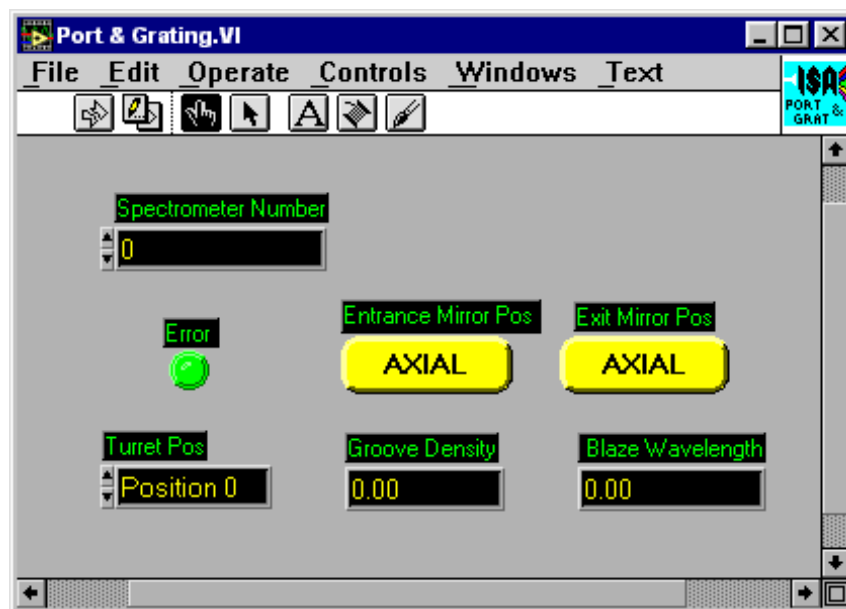 Port & Grating.VI
File Edit Operate Controls Windows Text
ISA
PORT &
GRAT
A
Spectrometer Number
0
Entrance Mirror Pos Exit Mirror Pos
Error
AXIAL AXIAL
Turret Pos Groove Density Blaze Wavelength
Position 0 0.00 0.00